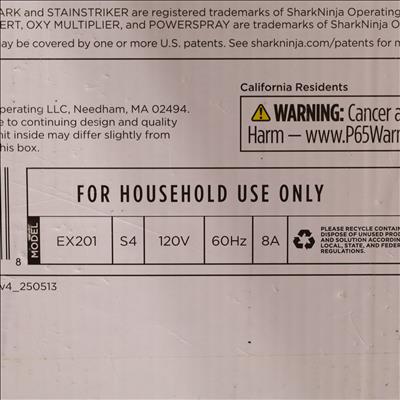 ARK and STAINSTRIKER are registered trademarks of SharkNinja Operating
ERT, OXY MULTIPLIER, and POWERSPRAY are trademarks of SharkNinja O
ay be covered by one or more U.S. patents. See sharkninja.com/patents for m
California Residents
perating LLC, Needham, MA 02494.
e to continuing design and quality
nit inside may differ slightly from
his box.
WARNING: Cancer a
Harm – www.P65Warn
FOR HOUSEHOLD USE ONLY
MODEL
EX201 S4 120V 60Hz 8A
PLEASE RECYCLE CONTAIN
DISPOSE OF UNUSED PROD
AND SOLUTION ACCORDIN
LOCAL, STATE, AND FEDER
8
v4_250513